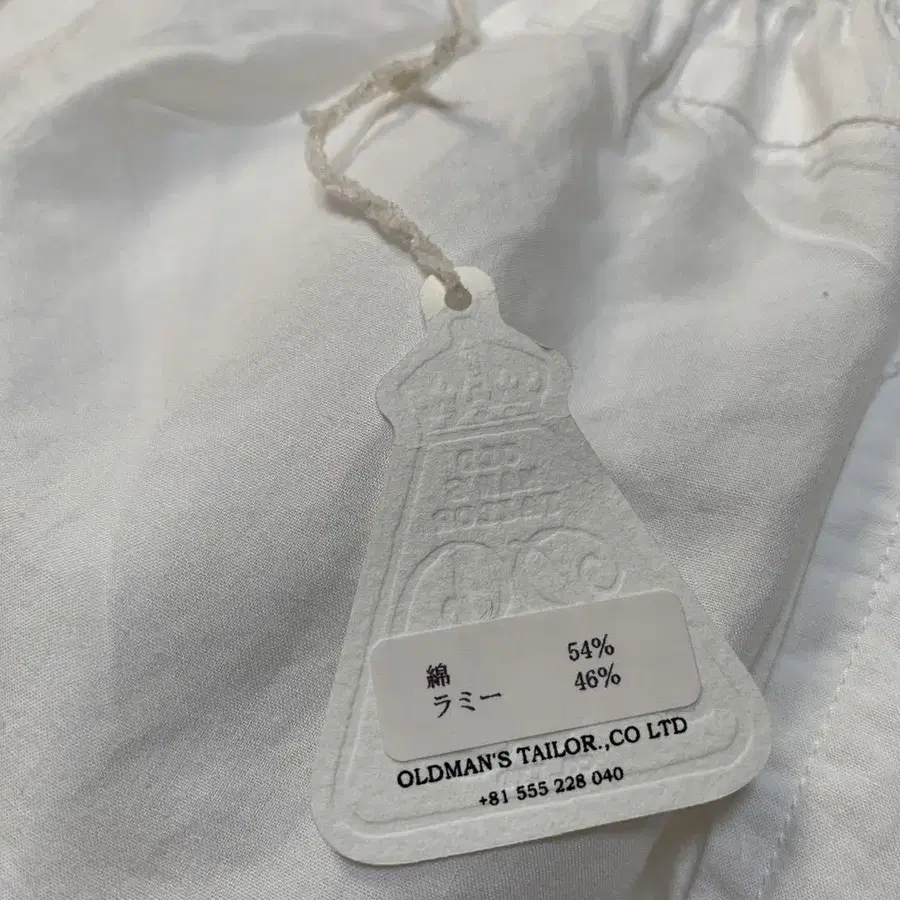 綿 54%
ラミー 46%
OLDMAN'S TAILOR.,CO LTD
+81 555 228 040